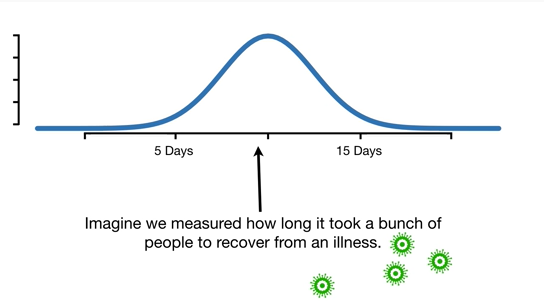 5 Days
15 Days
Imagine we measured how long it took a bunch of
people to recover from an illness.